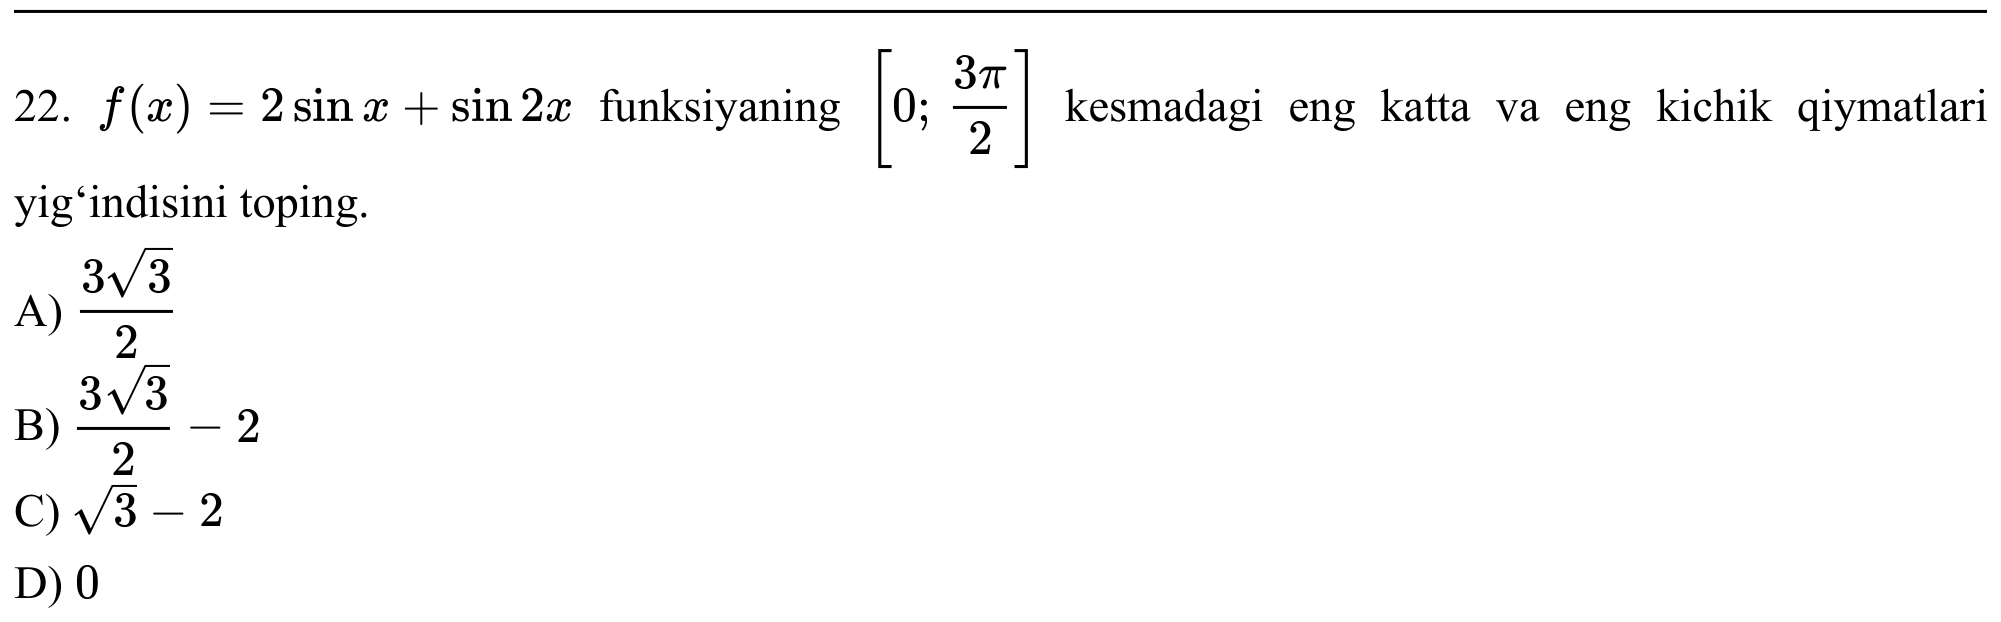 22. f(x) = 2 sin x + sin 2x funksiyaning [0; 3π/2] kesmadagi eng katta va eng kichik qiymatlari
yig‘indisini toping.
A) 3√3/2
B) 3√3/2 − 2
C) √3 − 2
D) 0